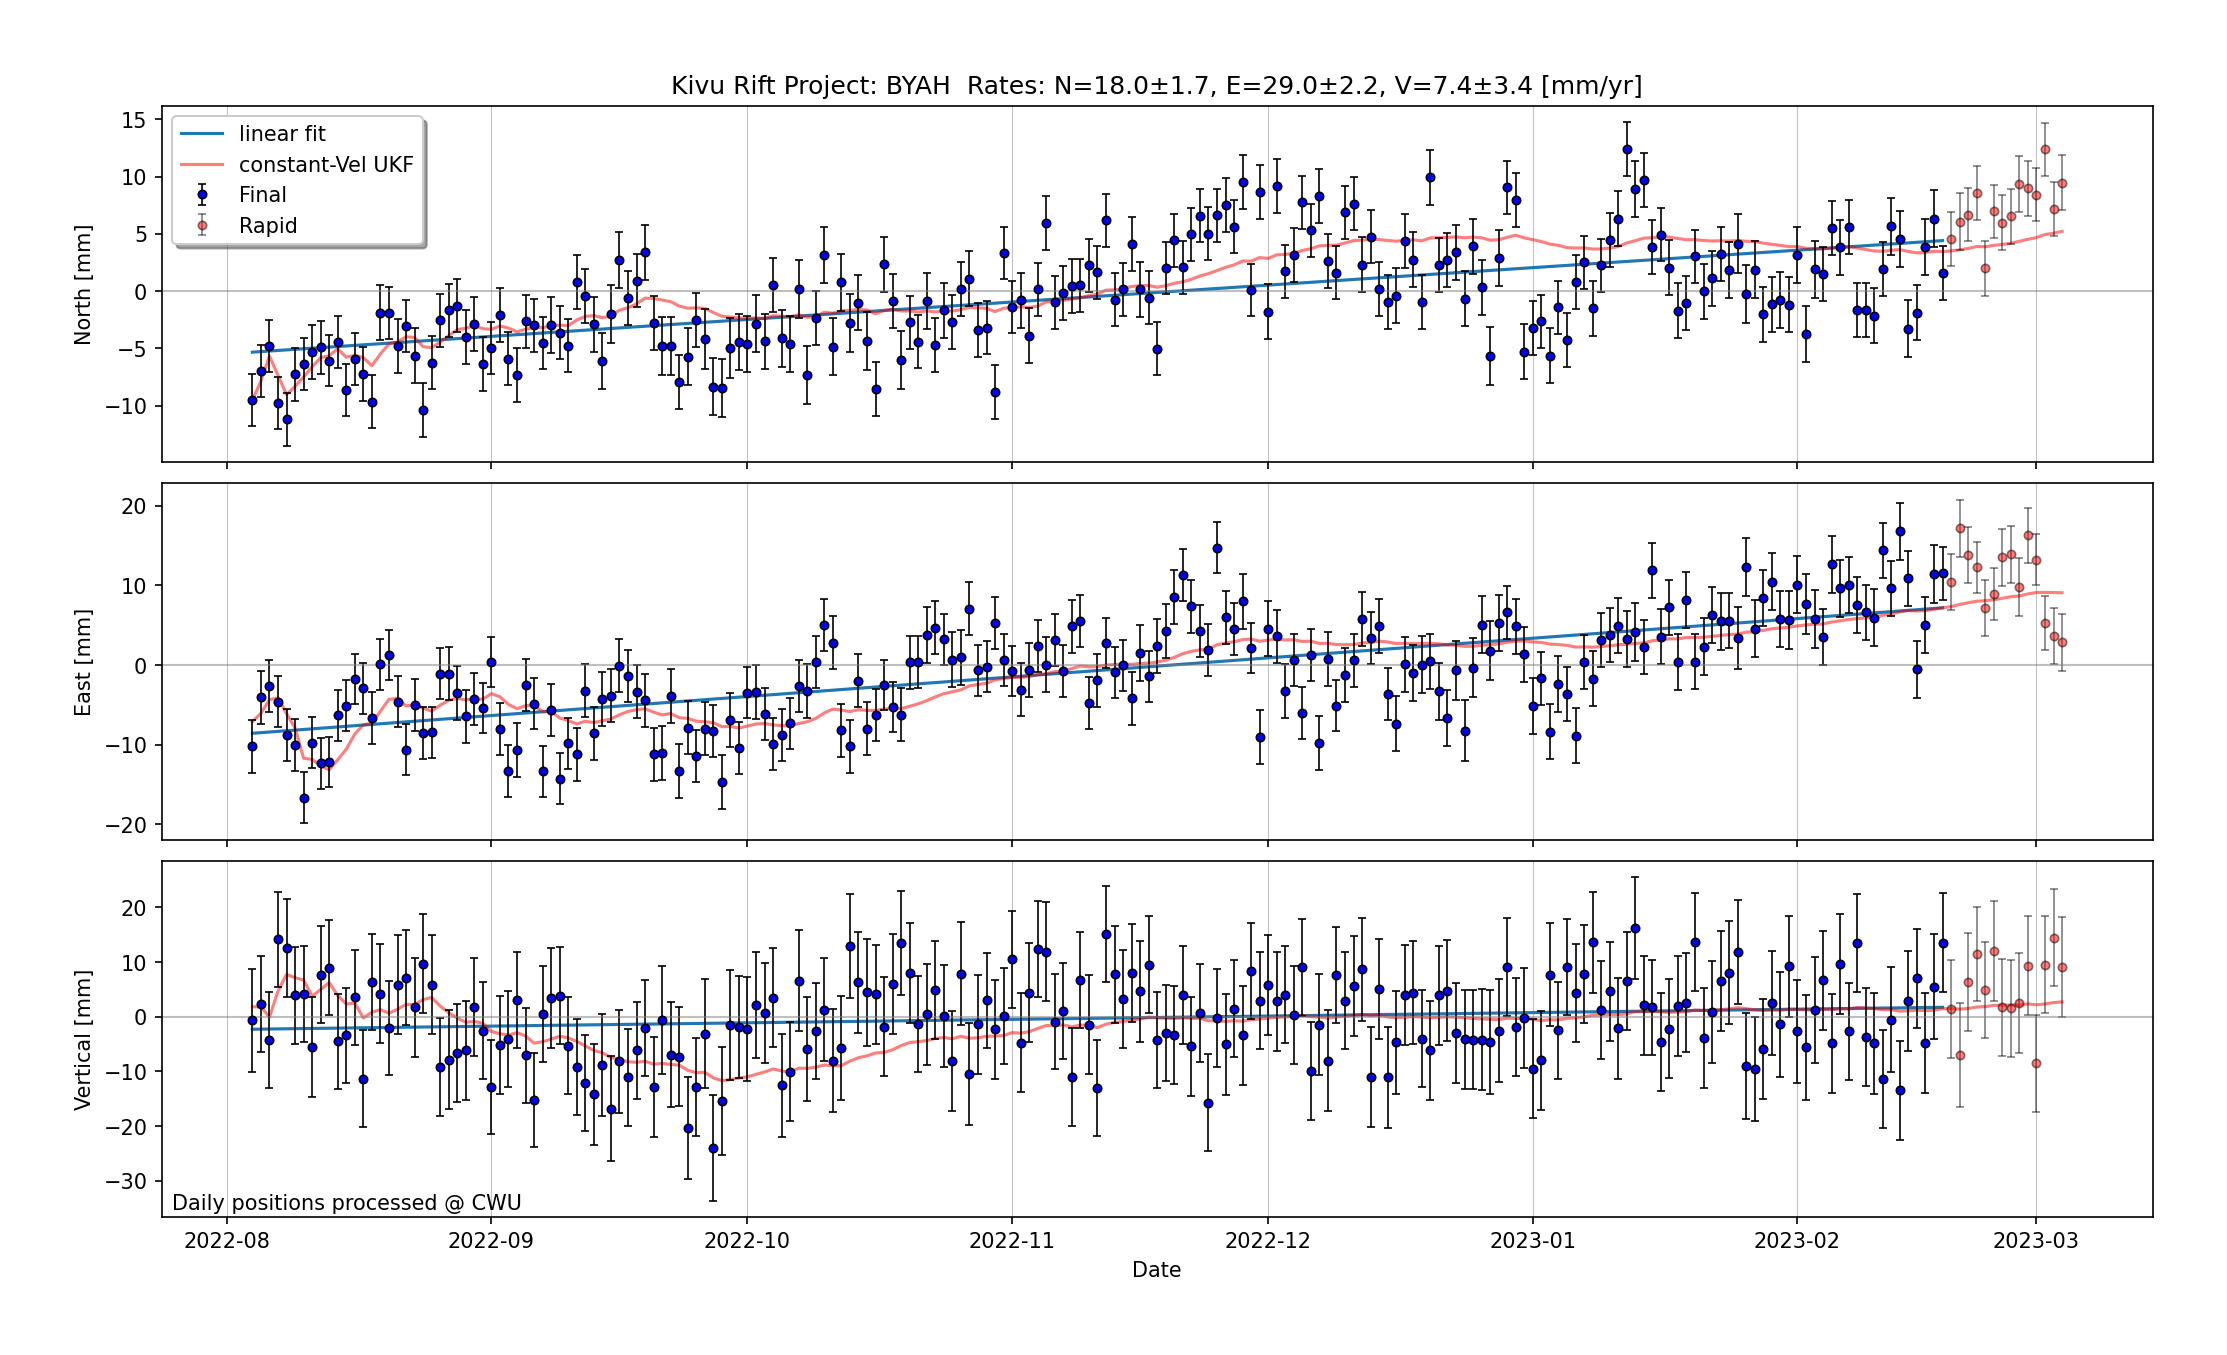 Kivu Rift Project: BYAH  Rates: N=18.0±1.7, E=29.0±2.2, V=7.4±3.4 [mm/yr]
linear fit
constant-Vel UKF
Final
Rapid
North [mm]
15
10
5
0
−5
−10
East [mm]
20
10
0
−10
−20
Vertical [mm]
20
10
0
−10
−20
−30
Daily positions processed @ CWU
2022-08 2022-09 2022-10 2022-11 2022-12 2023-01 2023-02 2023-03
Date